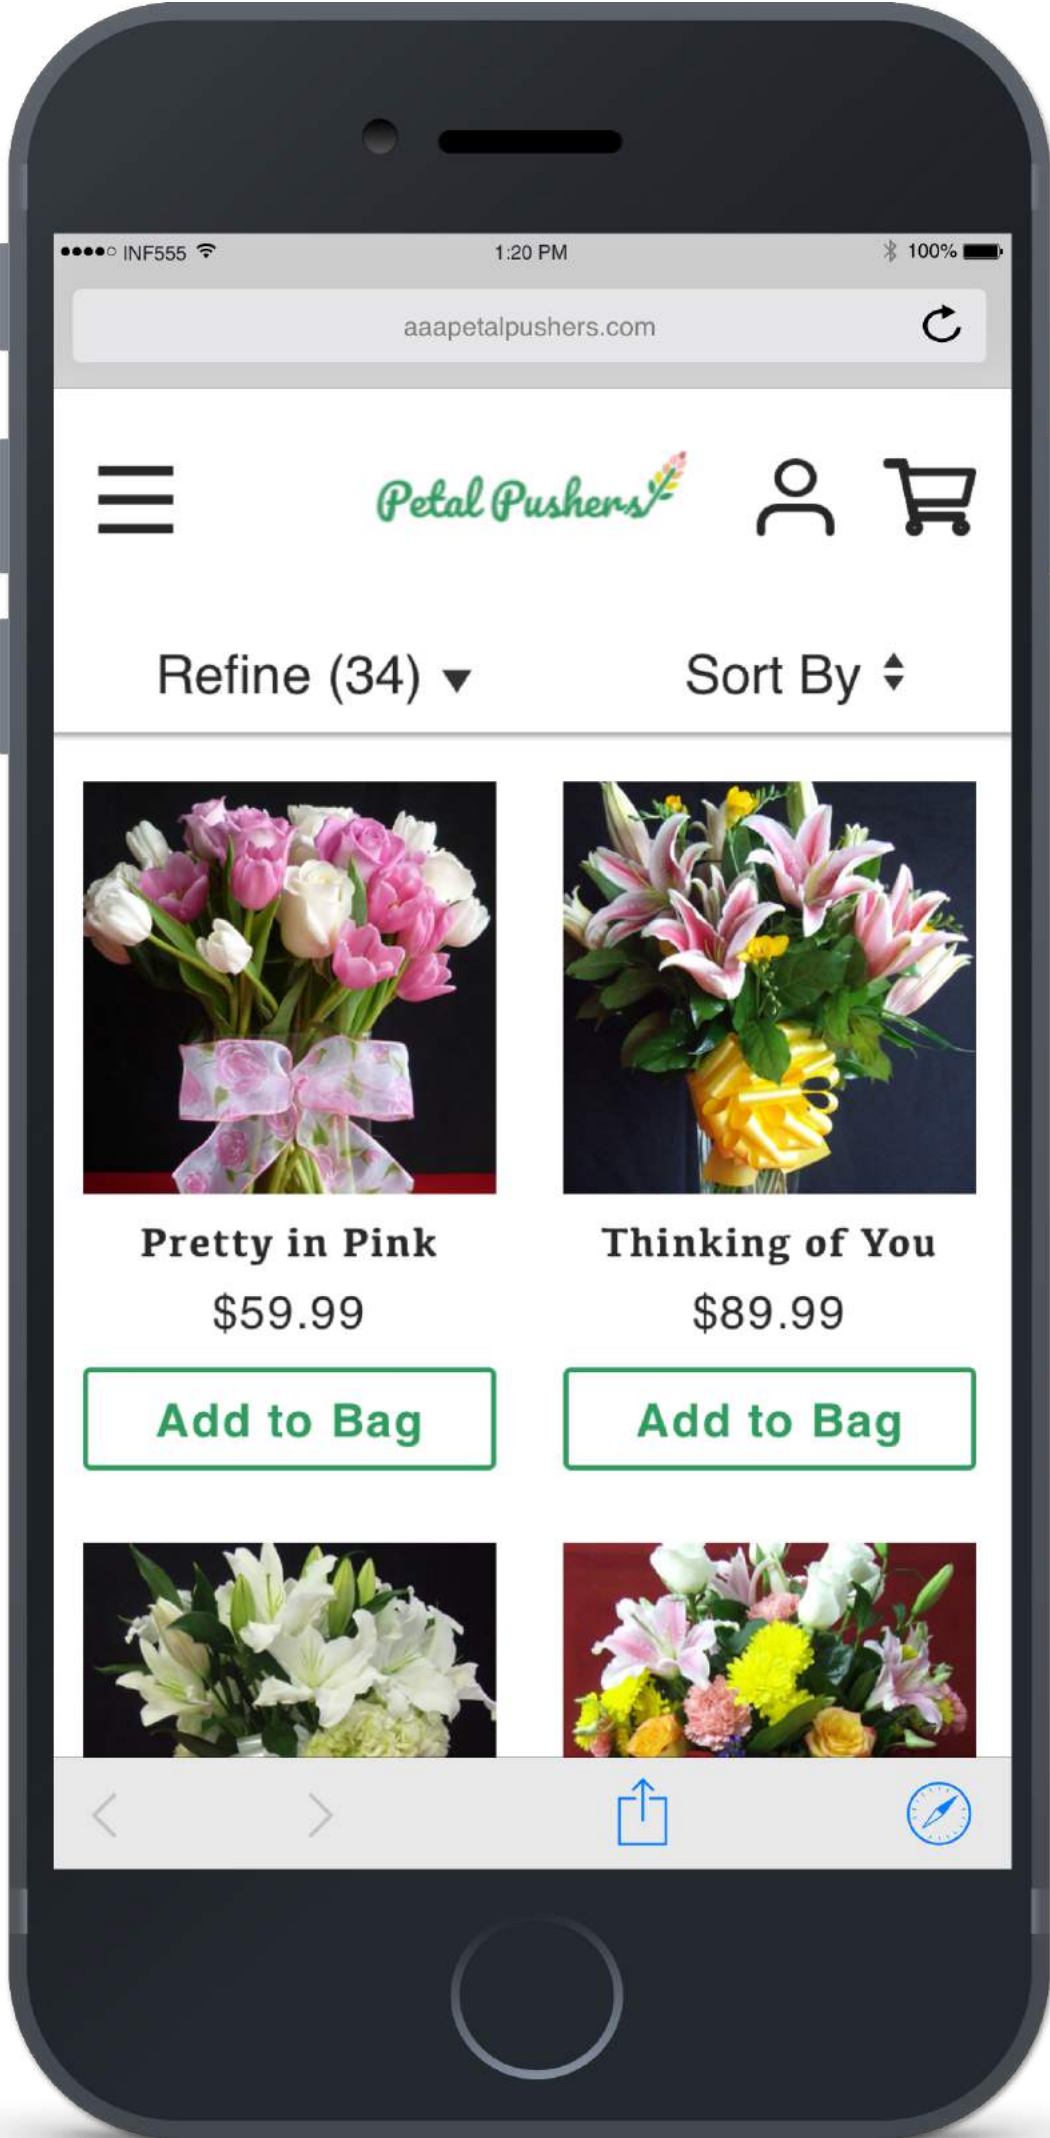 INF555 1:20 PM 100%
aaapetalpushers.com
Petal Pushers
Refine (34) Sort By
Pretty in Pink Thinking of You
$59.99 $89.99
Add to Bag Add to Bag